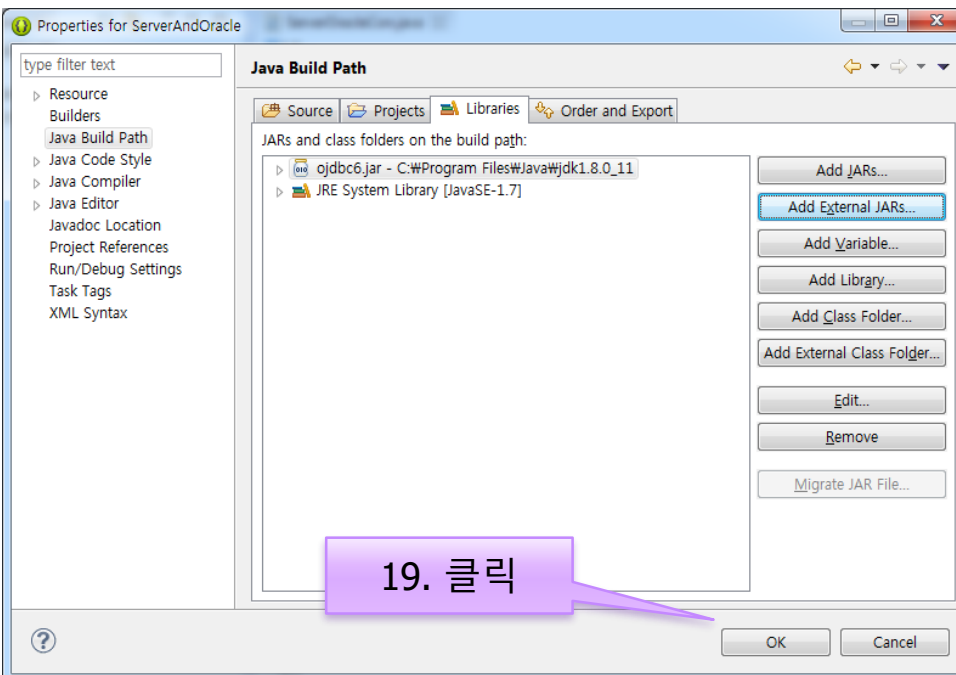 Properties for ServerAndOracle
type filter text
Resource
Builders
Java Build Path
Java Code Style
Java Compiler
Java Editor
Javadoc Location
Project References
Run/Debug Settings
Task Tags
XML Syntax
Java Build Path
Source Projects Libraries Order and Export
JARs and class folders on the build path:
ojdbc6.jar - C:₩Program Files₩Java₩jdk1.8.0_11
JRE System Library [JavaSE-1.7]
Add JARs...
Add External JARs...
Add Variable...
Add Library...
Add Class Folder...
Add External Class Folder...
Edit...
Remove
Migrate JAR File...
19. 클릭
OK Cancel